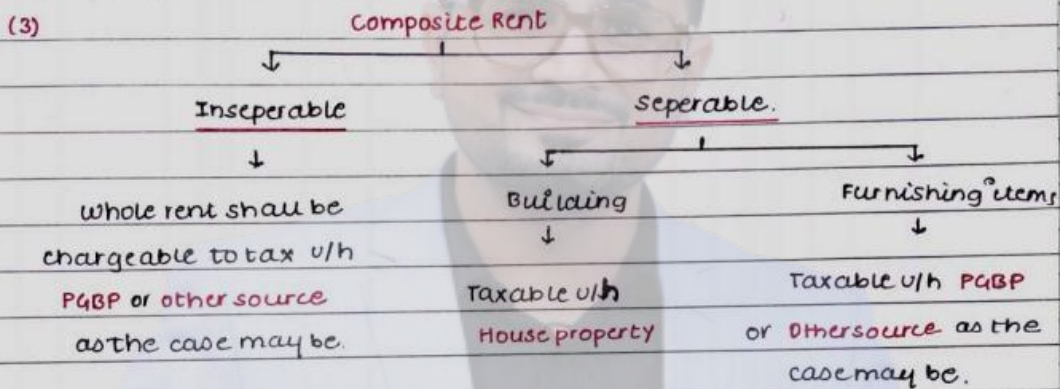 (3) Composite Rent
Inseperable
Seperable.
Whole rent shall be
chargeable to tax u/h
PGBP or other source
as the case may be.
Building
Taxable u/h
House property
Furnishing items
Taxable u/h PGBP
or Othersource as the
case may be.